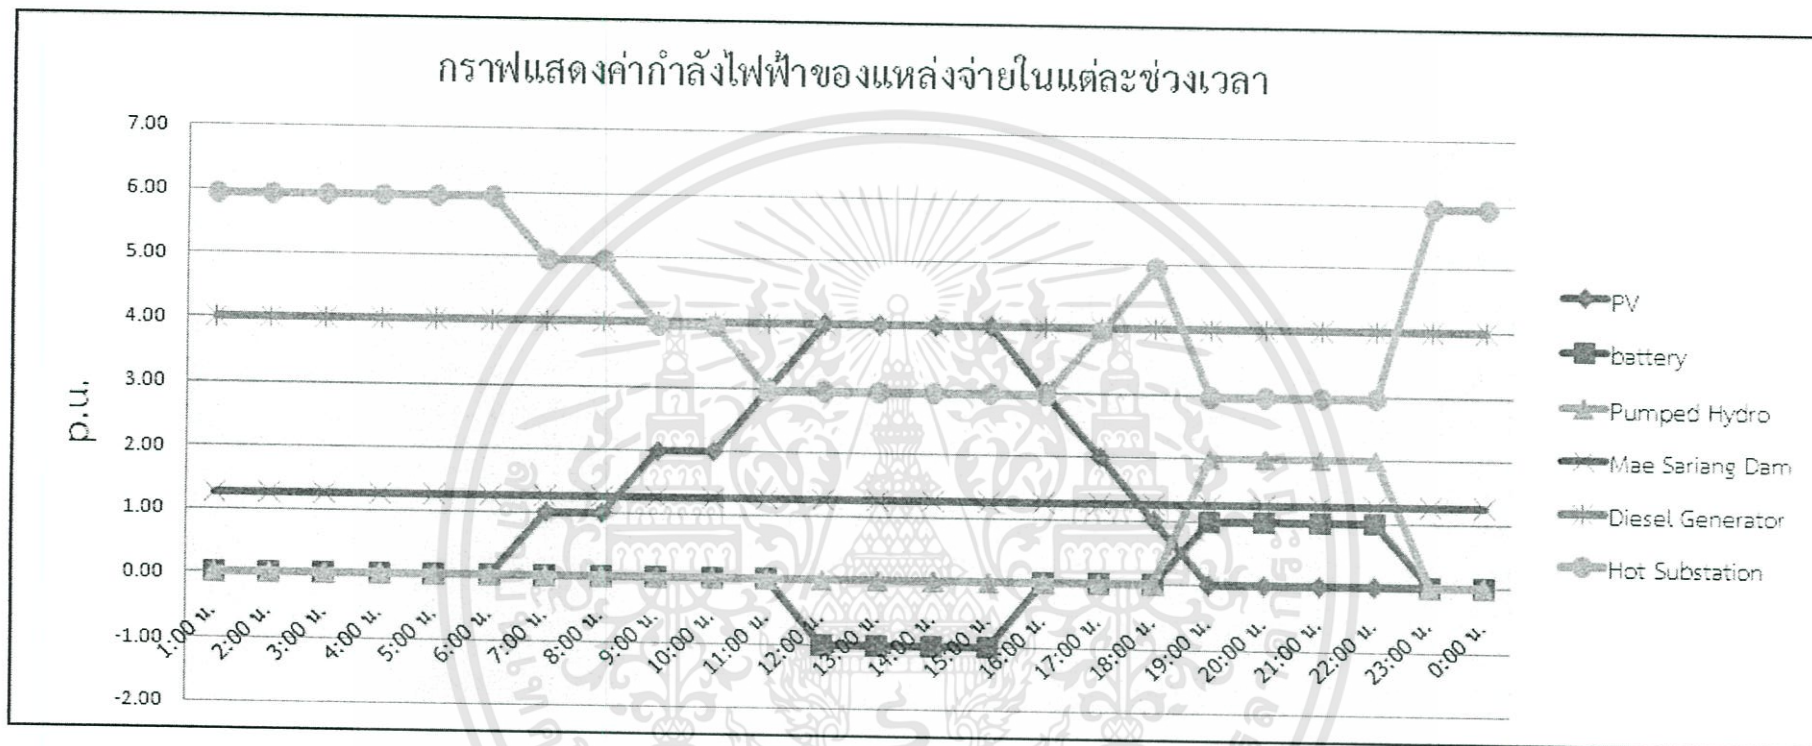 กราฟแสดงค่ากำลังไฟฟ้าของแหล่งจ่ายในแต่ละช่วงเวลา
7.00
6.00
5.00
4.00
3.00
2.00
1.00
0.00
-1.00
-2.00
p.u.
1:00 น.
2:00 น.
3:00 น.
4:00 น.
5:00 น.
6:00 น.
7:00 น.
8:00 น.
9:00 น.
10:00 น.
11:00 น.
12:00 น.
13:00 น.
14:00 น.
15:00 น.
16:00 น.
17:00 น.
18:00 น.
19:00 น.
20:00 น.
21:00 น.
22:00 น.
23:00 น.
0:00 น.
PV
battery
Pumped Hydro
Mae Sariang Dam
Diesel Generator
Hot Substation